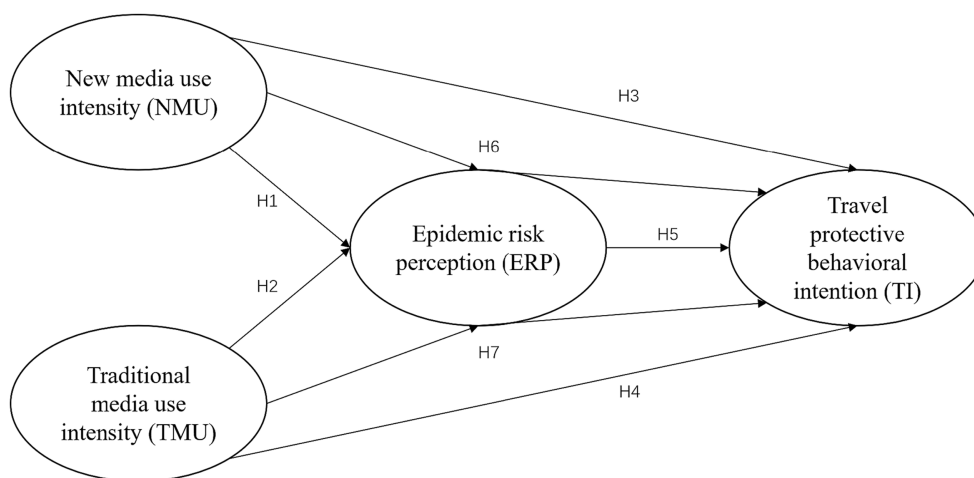 New media use
intensity (NMU)
H3
H6
H1
Epidemic risk
perception (ERP)
H5
Travel
protective
behavioral
intention (TI)
H2
H7
Traditional
media use
intensity (TMU)
H4